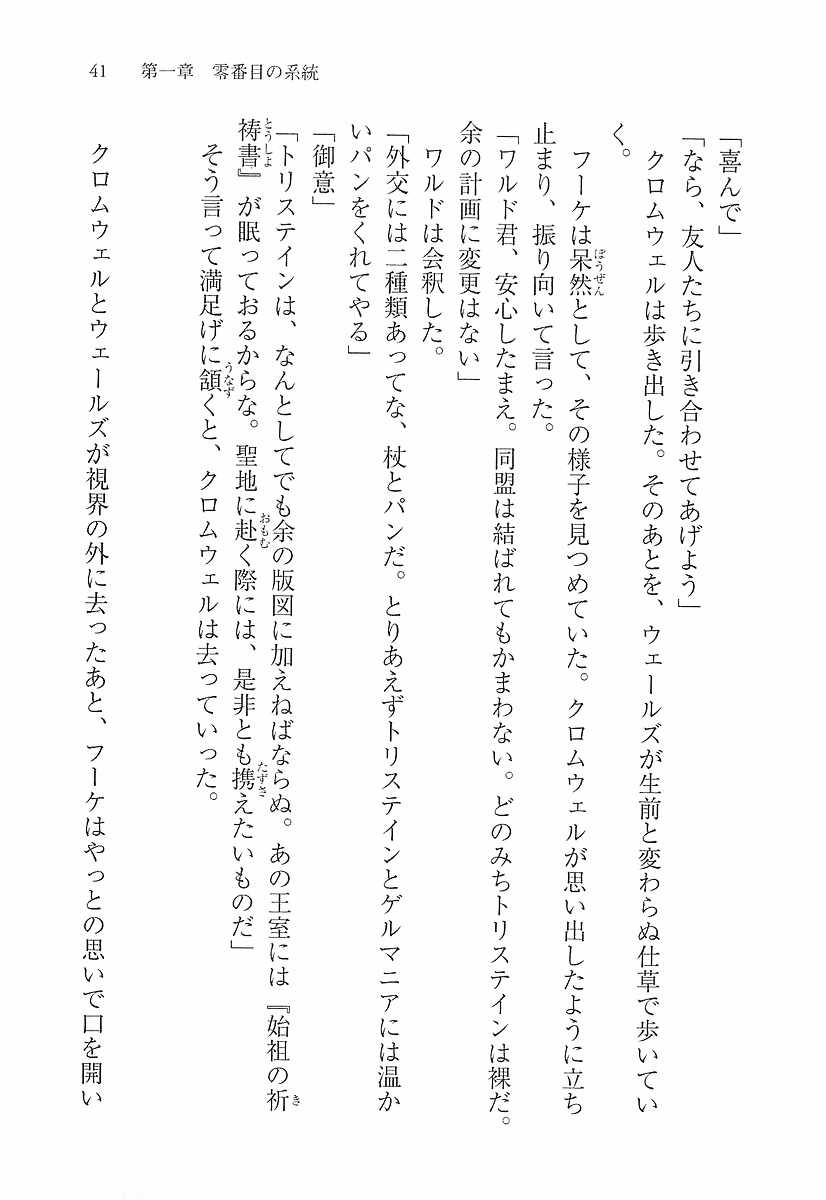 41　第一章　零番目の系統
「喜んで」
「なら、友人たちに引き合わせてあげよう」
　クロムウェルは歩き出した。そのあとを、ウェールズが生前と変わらぬ仕草で歩いてい
く。
　フーケは呆然として、その様子を見つめていた。クロムウェルが思い出したように立ち
止まり、振り向いて言った。
「ワルド君、安心したまえ。同盟は結ばれてもかまわない。どのみちトリステインは裸だ。
余の計画に変更はない」
　ワルドは会釈した。
「外交には二種類あってな、杖とパンだ。とりあえずトリステインとゲルマニアには温か
いパンをくれてやる」
「御意」
「トリステインは、なんとしてでも余の版図に加えねばならぬ。あの王室には『始祖の祈
祷書』が眠っておるからな。聖地に赴く際には、是非とも携えたいものだ」
　そう言って満足げに頷くと、クロムウェルは去っていった。
　クロムウェルとウェールズが視界の外に去ったあと、フーケはやっとの思いで口を開い